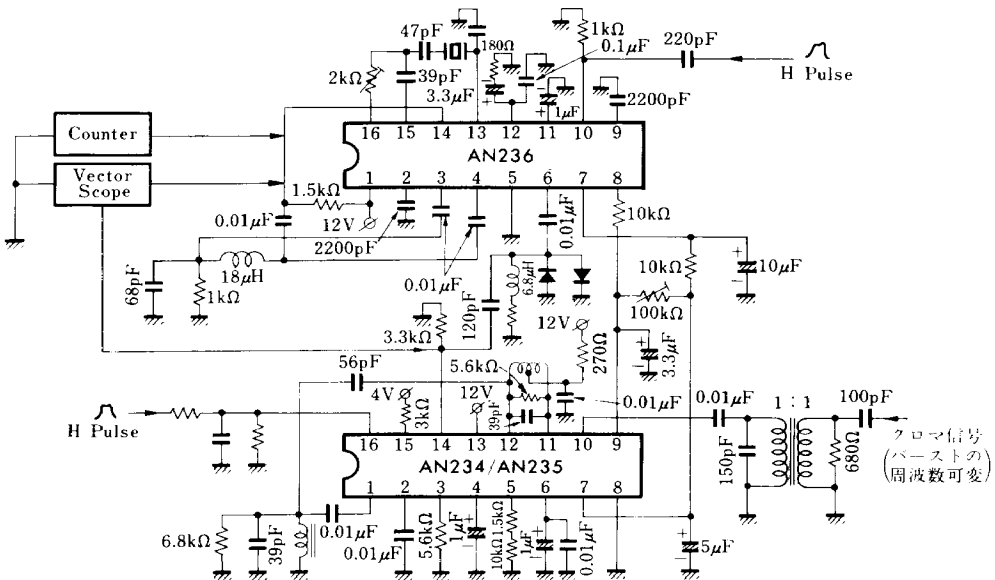 47pF
180Ω
1kΩ
0.1μF
220pF
H Pulse
2kΩ
39pF
3.3μF
+
−
+
−
1μF
2200pF
16 15 14 13 12 11 10 9
AN236
1 2 3 4 5 6 7 8
Counter
Vector
Scope
1.5kΩ
0.01μF
12V
2200pF
0.01μF
0.01μF
10kΩ
18μH
68pF
1kΩ
120pF
6.8μH
10kΩ
+
−
10μF
100kΩ
3.3kΩ
12V
270Ω
+
−
3.3μF
56pF
5.6kΩ
4V
3kΩ
12V
39pF
0.01μF
0.01μF
1 : 1
100pF
H Pulse
150pF
680Ω
クロマ信号
(バーストの
周波数可変)
16 15 14 13 12 11 10 9
AN234/AN235
1 2 3 4 5 6 7 8
6.8kΩ
39pF
0.01μF
0.01μF
5.6kΩ
1μF
+
−
10kΩ 1.5kΩ
1μF
+
−
0.01μF
+
−
5μF